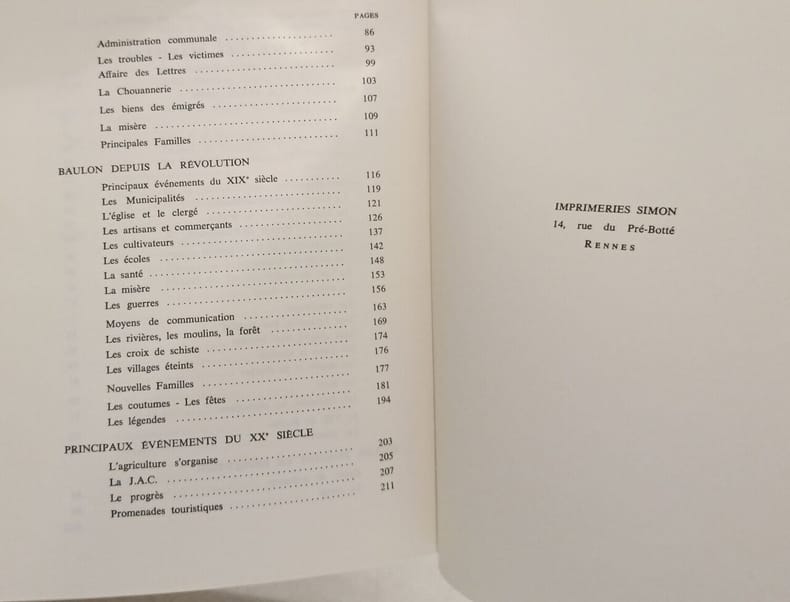 PAGES
Administration communale .................... 86
Les troubles - Les victimes .................... 93
Affaire des Lettres .................... 99
La Chouannerie .................... 103
Les biens des émigrés .................... 107
La misère .................... 109
Principales Familles .................... 111
BAULON DEPUIS LA RÉVOLUTION
Principaux événements du XIXe siècle ........... 116
Les Municipalités .................... 119
L'église et le clergé .................... 121
Les artisans et commerçants .................... 126
Les cultivateurs .................... 137
Les écoles .................... 142
La santé .................... 148
La misère .................... 153
Les guerres .................... 156
Moyens de communication .................... 163
Les rivières, les moulins, la forêt .............. 169
Les croix de schiste .................... 174
Les villages éteints .................... 176
Nouvelles Familles .................... 177
Les coutumes - Les fêtes .................... 181
Les légendes .................... 194
PRINCIPAUX ÉVÉNEMENTS DU XXe SIÈCLE
L'agriculture s'organise .................... 203
La J.A.C. .................... 205
Le progrès .................... 207
Promenades touristiques .................... 211
IMPRIMERIES SIMON
14, rue du Pré-Botté
RENNES